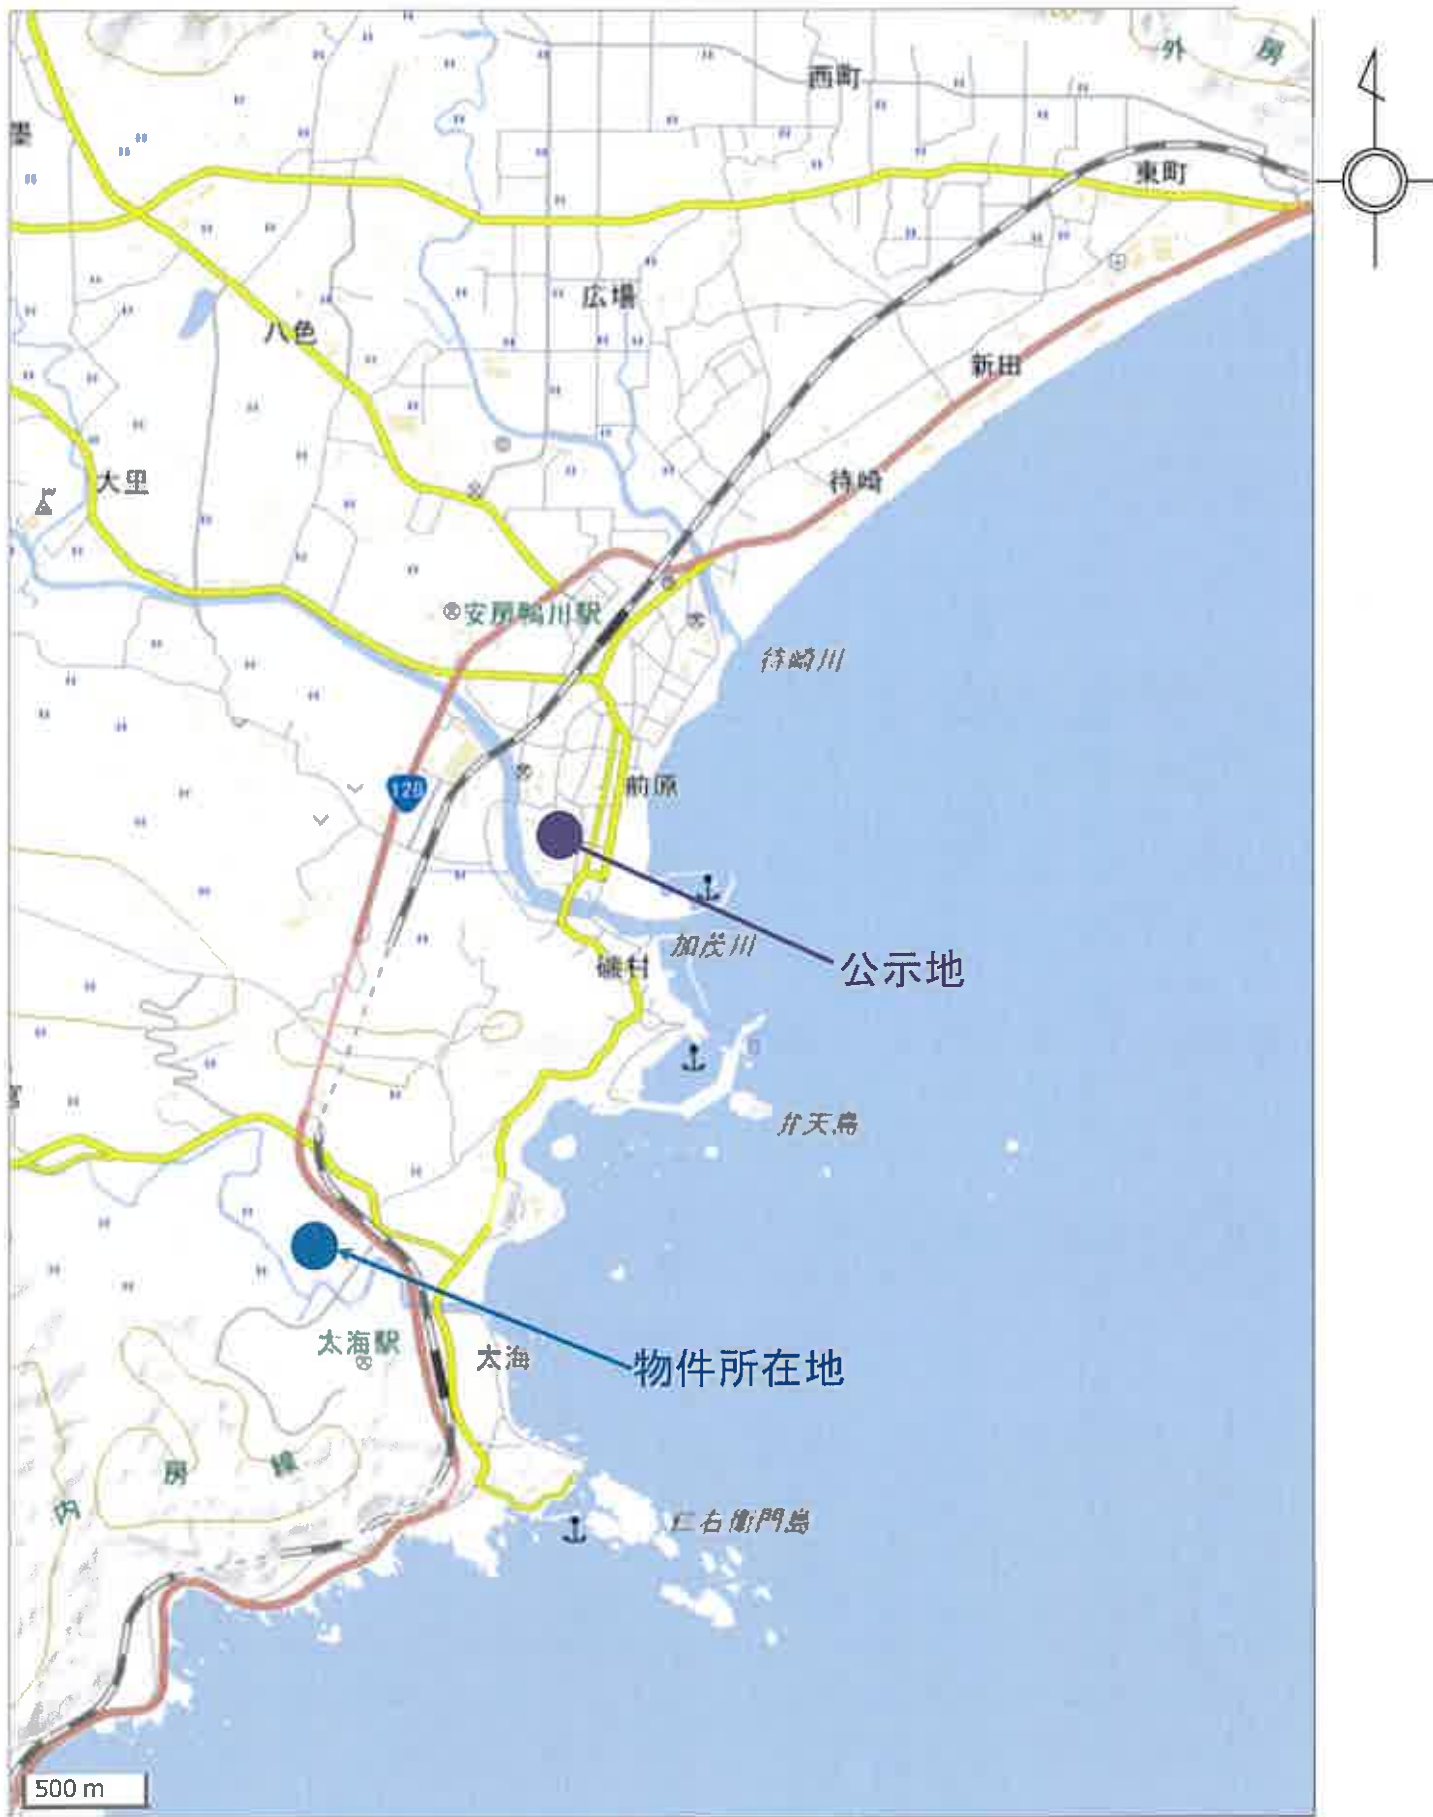 外房
西町
東町
広場
八色
新田
大里
待崎
安房鴨川駅
待崎川
128
前原
加茂川
公示地
磯村
弁天島
太海駅
太海
物件所在地
房線
内
仁右衛門島
500 m